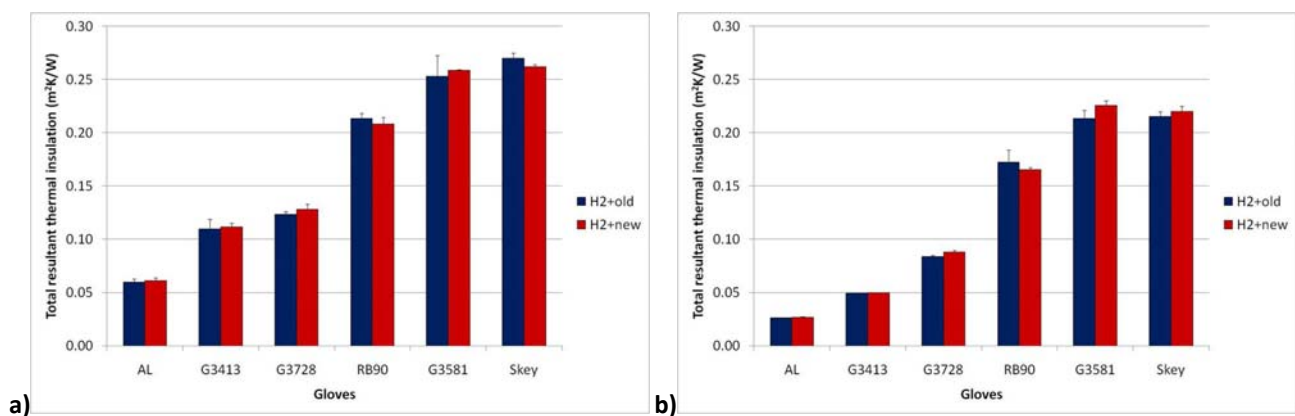 0.30
0.25
0.20
0.15
0.10
0.05
0.00
Total resultant thermal insulation (m²K/W)
AL G3413 G3728 RB90 G3581 Skey
Gloves
H2+old
H2+new
a)
0.30
0.25
0.20
0.15
0.10
0.05
0.00
Total resultant thermal insulation (m²K/W)
AL G3413 G3728 RB90 G3581 Skey
Gloves
H2+old
H2+new
b)